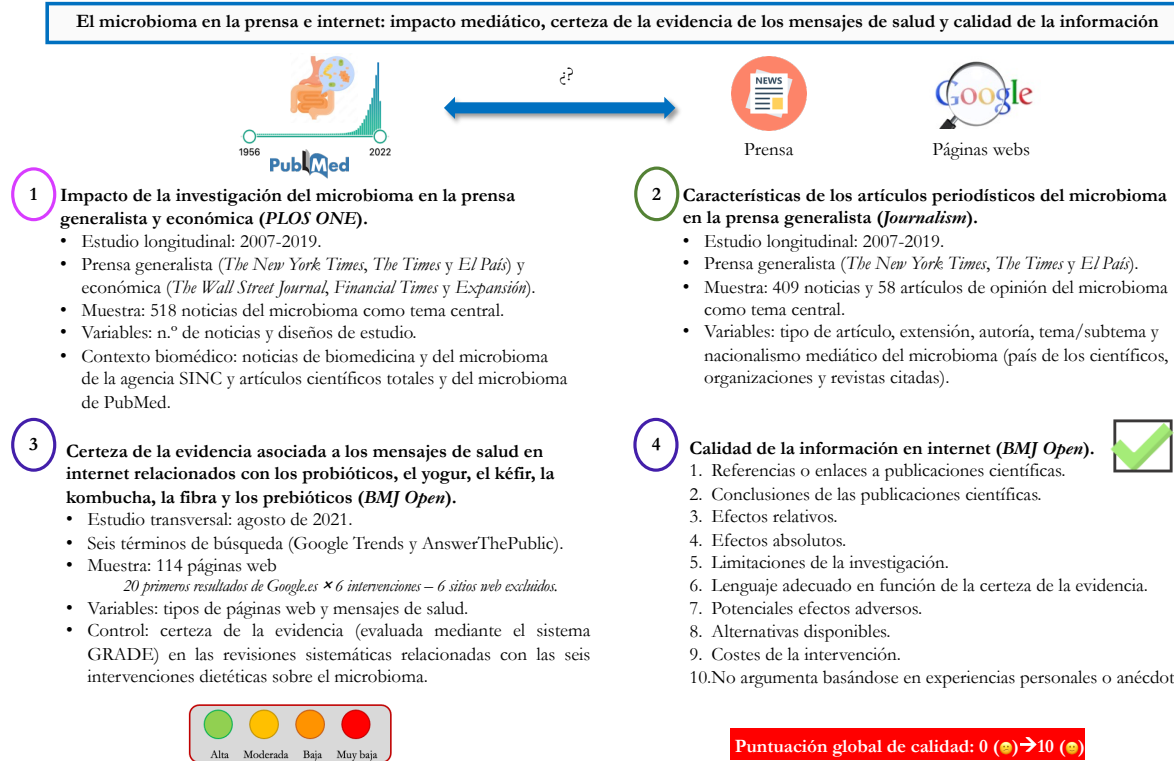 El microbioma en la prensa e internet: impacto mediático, certeza de la evidencia de los mensajes de salud y calidad de la información
¿?
NEWS
Google
1956
2022
PubMed
Prensa
Páginas webs
1
Impacto de la investigación del microbioma en la prensa
generalista y económica (PLOS ONE).
• Estudio longitudinal: 2007-2019.
• Prensa generalista (The New York Times, The Times y El País) y
económica (The Wall Street Journal, Financial Times y Expansión).
• Muestra: 518 noticias del microbioma como tema central.
• Variables: n.º de noticias y diseños de estudio.
• Contexto biomédico: noticias de biomedicina y del microbioma
de la agencia SINC y artículos científicos totales y del microbioma
de PubMed.
2
Características de los artículos periodísticos del microbioma
en la prensa generalista (Journalism).
• Estudio longitudinal: 2007-2019.
• Prensa generalista (The New York Times, The Times y El País).
• Muestra: 409 noticias y 58 artículos de opinión del microbioma
como tema central.
• Variables: tipo de artículo, extensión, autoría, tema/subtema y
nacionalismo mediático del microbioma (país de los científicos,
organizaciones y revistas citadas).
3
Certeza de la evidencia asociada a los mensajes de salud en
internet relacionados con los probióticos, el yogur, el kéfir, la
kombucha, la fibra y los prebióticos (BMJ Open).
• Estudio transversal: agosto de 2021.
• Seis términos de búsqueda (Google Trends y AnswerThePublic).
• Muestra: 114 páginas web
20 primeros resultados de Google.es × 6 intervenciones – 6 sitios web excluidos.
• Variables: tipos de páginas web y mensajes de salud.
• Control: certeza de la evidencia (evaluada mediante el sistema
GRADE) en las revisiones sistemáticas relacionadas con las seis
intervenciones dietéticas sobre el microbioma.
Alta Moderada Baja Muy baja
4
Calidad de la información en internet (BMJ Open).
1. Referencias o enlaces a publicaciones científicas.
2. Conclusiones de las publicaciones científicas.
3. Efectos relativos.
4. Efectos absolutos.
5. Limitaciones de la investigación.
6. Lenguaje adecuado en función de la certeza de la evidencia.
7. Potenciales efectos adversos.
8. Alternativas disponibles.
9. Costes de la intervención.
10.No argumenta basándose en experiencias personales o anécdot
Puntuación global de calidad: 0 (😐)→10 (😀)